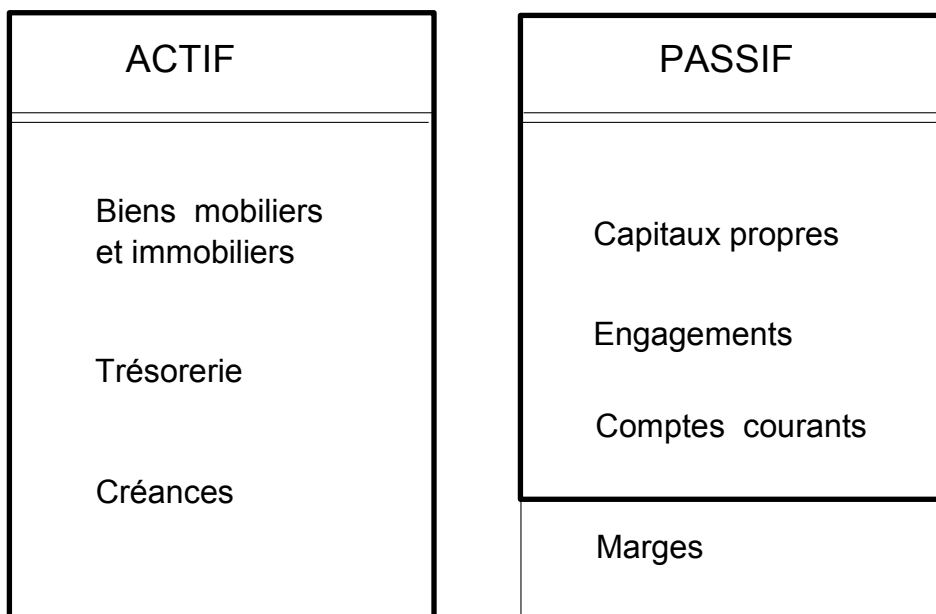 ACTIF
Biens mobiliers
et immobiliers
Trésorerie
Créances
PASSIF
Capitaux propres
Engagements
Comptes courants
Marges